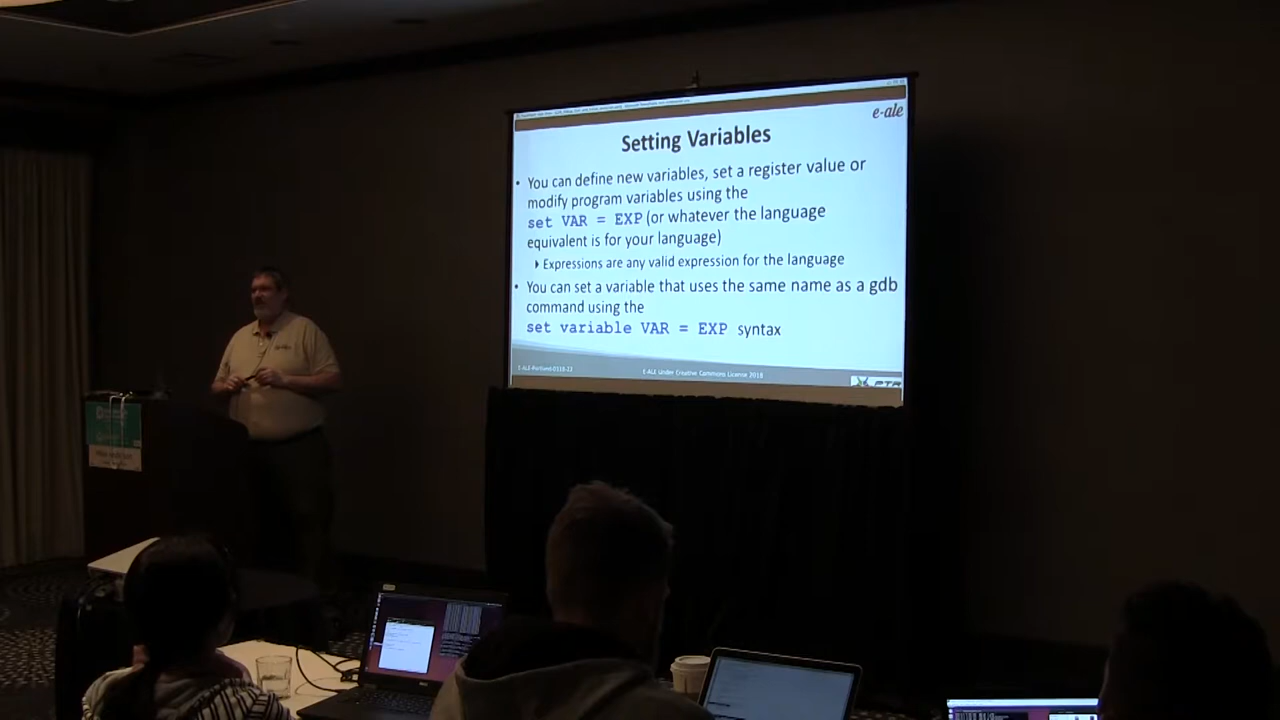 e-ale
Setting Variables
• You can define new variables, set a register value or
modify program variables using the
set VAR = EXP (or whatever the language
equivalent is for your language)
Expressions are any valid expression for the language
• You can set a variable that uses the same name as a gdb
command using the
set variable VAR = EXP syntax
E-ALE under Creative Commons License 2018